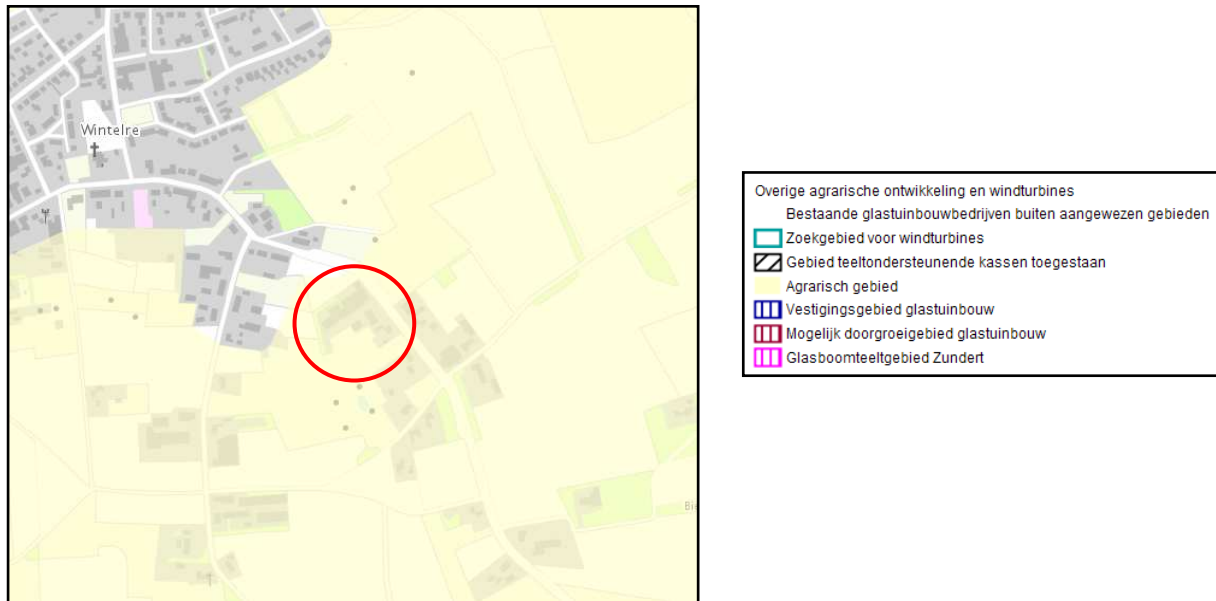 Wintelre
Overige agrarische ontwikkeling en windturbines
Bestaande glastuinbouwbedrijven buiten aangewezen gebieden
Zoekgebied voor windturbines
Gebied teeltondersteunende kassen toegestaan
Agrarisch gebied
Vestigingsgebied glastuinbouw
Mogelijk doorgroeigebied glastuinbouw
Glasboomteeltgebied Zundert